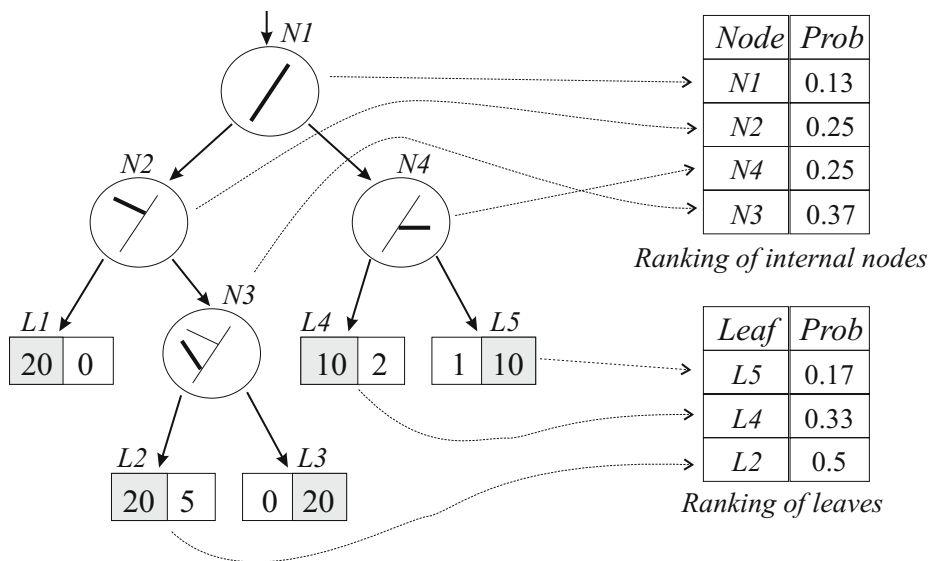 N1
N2
N4
L1
20 0
N3
L4
10 2
L5
1 10
L2
20 5
L3
0 20
Node Prob
N1 0.13
N2 0.25
N4 0.25
N3 0.37
Ranking of internal nodes
Leaf Prob
L5 0.17
L4 0.33
L2 0.5
Ranking of leaves